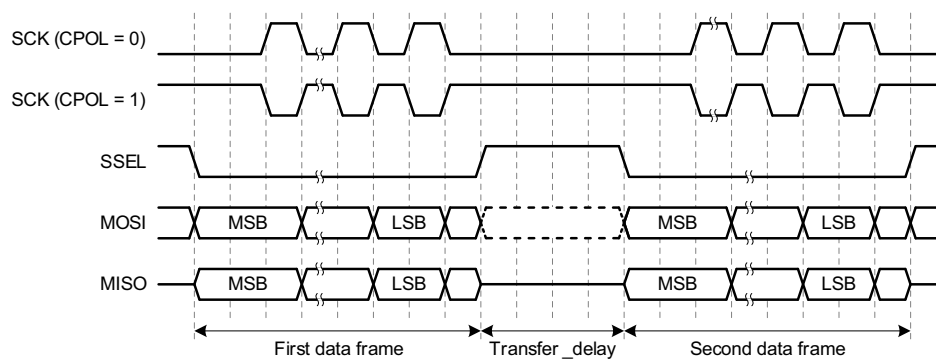 SCK (CPOL = 0)
SCK (CPOL = 1)
SSEL
MOSI MSB LSB MSB LSB
MISO MSB LSB MSB LSB
First data frame Transfer _delay Second data frame